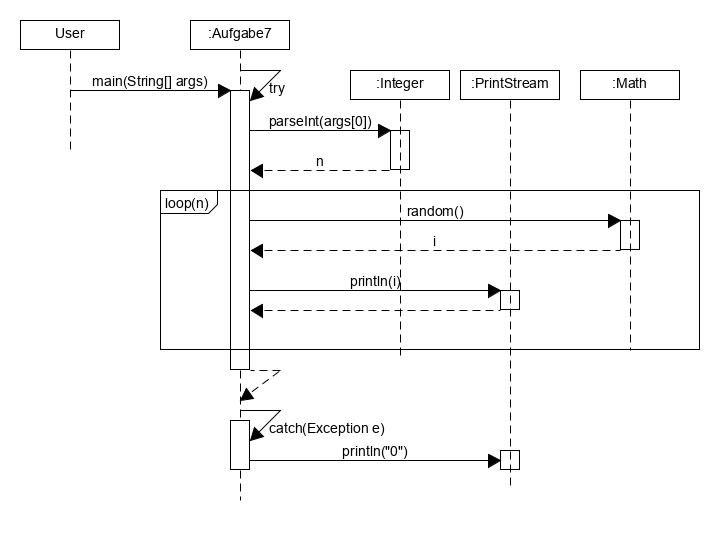 User
:Aufgabe7
:Integer
:PrintStream
:Math
main(String[] args)
try
parseInt(args[0])
n
loop(n)
random()
i
println(i)
catch(Exception e)
println("0")